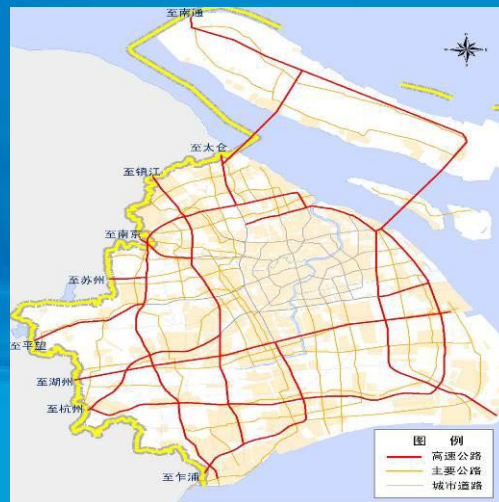 至南通
至太仓
至镇江
至南京
至苏州
至平望
至湖州
至杭州
至乍浦
图 例
高速公路
主要公路
城市道路